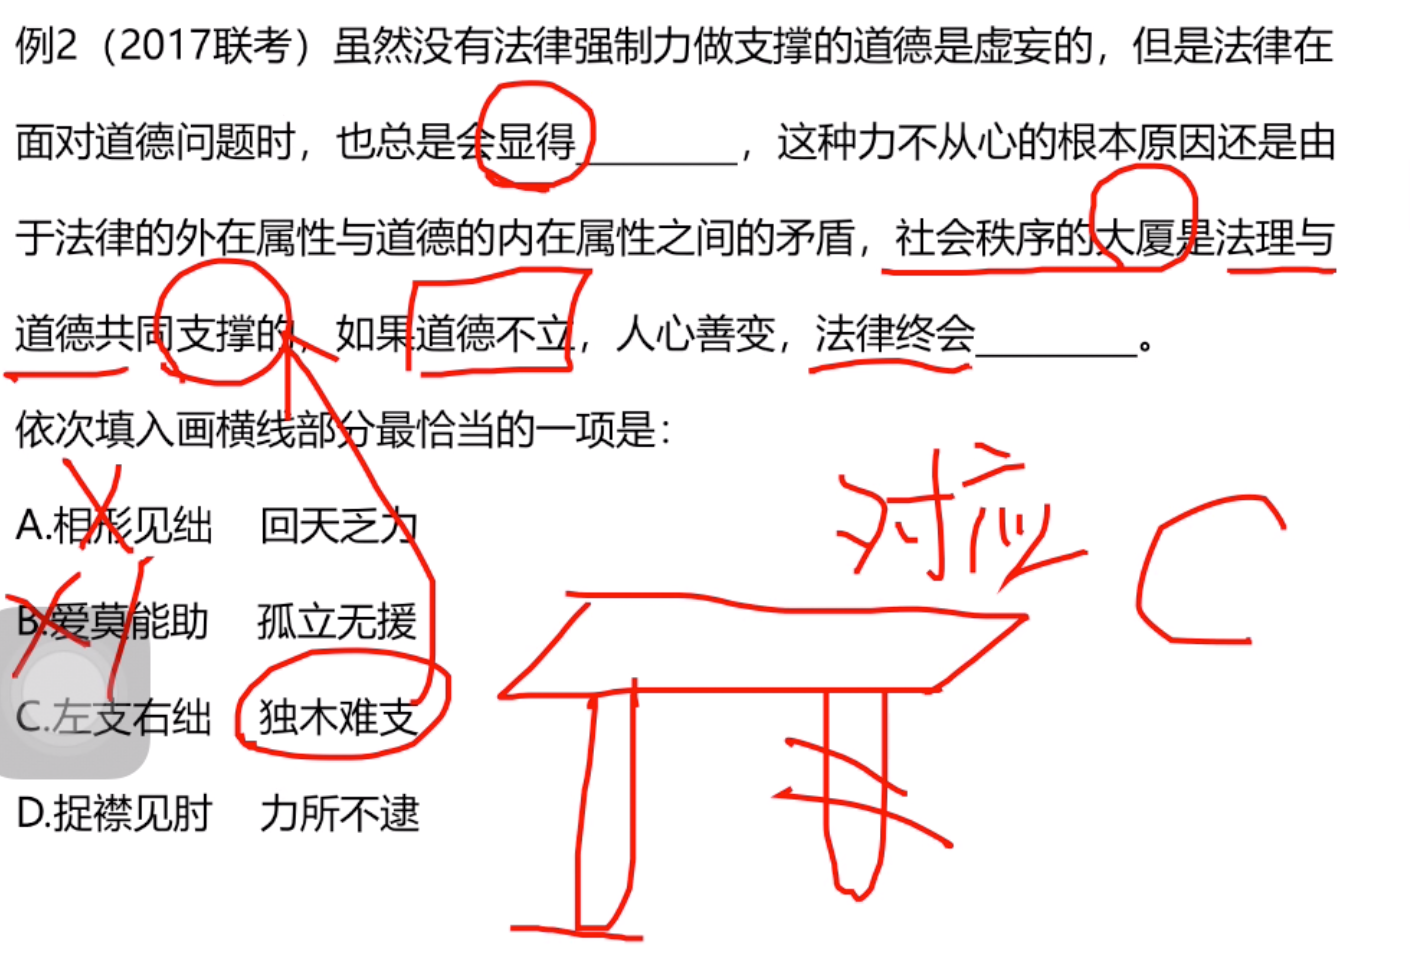 例2（2017联考）虽然没有法律强制力做支撑的道德是虚妄的，但是法律在
面对道德问题时，也总是会显得________，这种力不从心的根本原因还是由
于法律的外在属性与道德的内在属性之间的矛盾，社会秩序的大厦是法理与
道德共同支撑的，如果道德不立，人心善变，法律终会________。
依次填入画横线部分最恰当的一项是：
A.相形见绌 回天乏力
B.爱莫能助 孤立无援
C.左支右绌 独木难支
D.捉襟见肘 力所不逮
对应 C